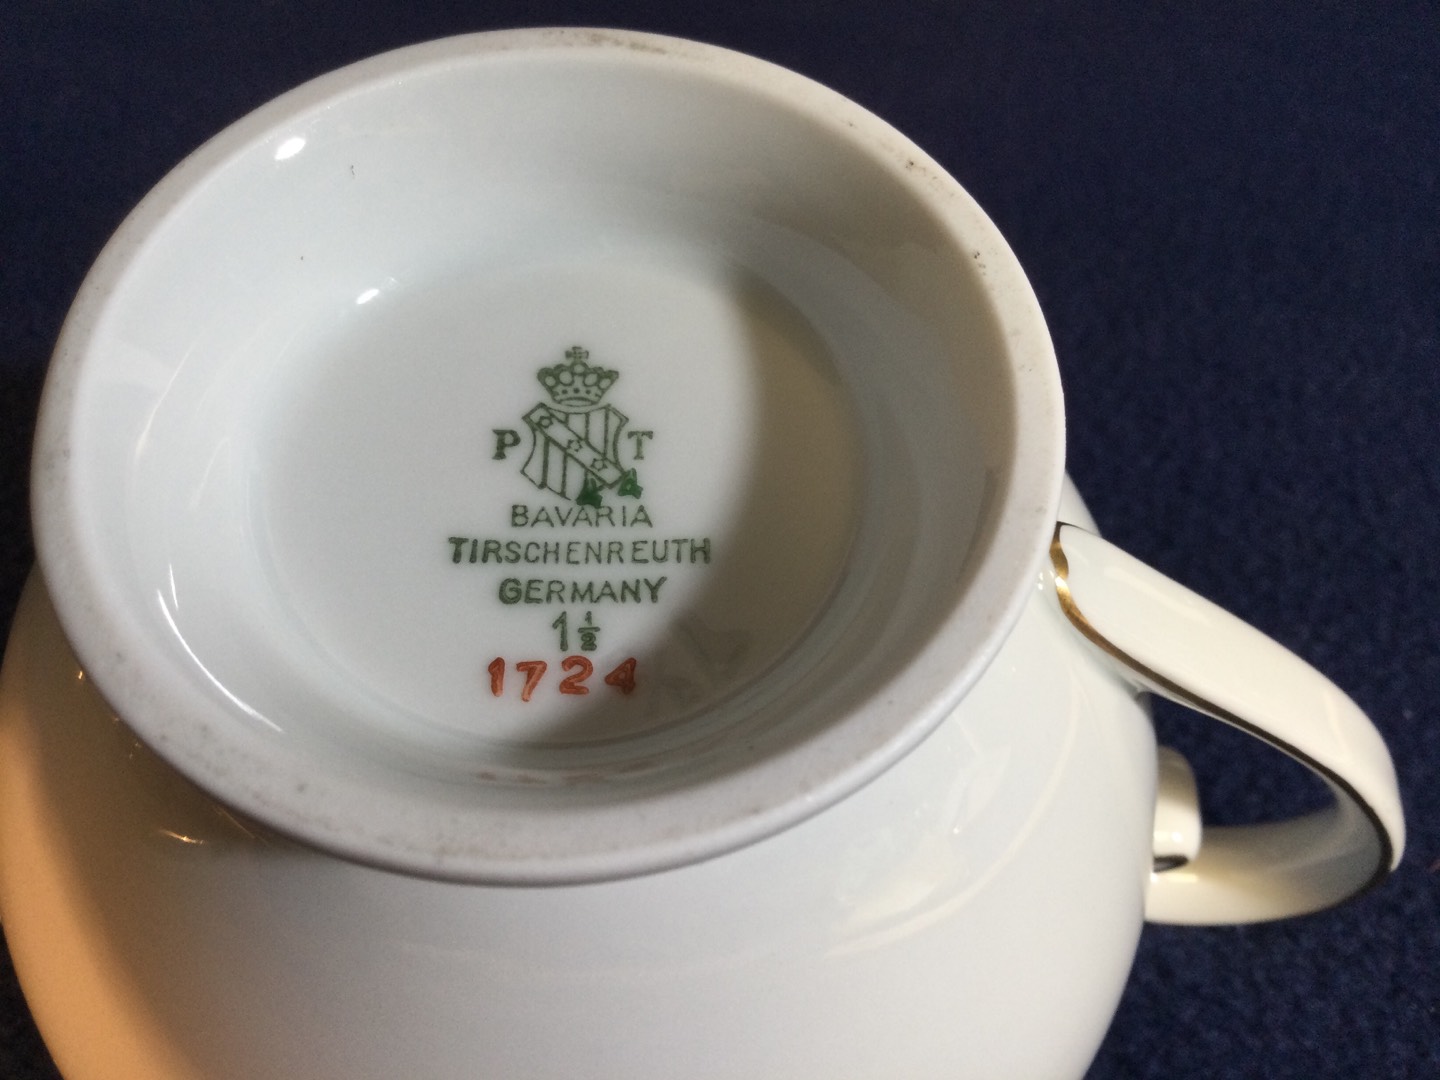 P T
BAVARIA
TIRSCHENREUTH
GERMANY
1½
1724